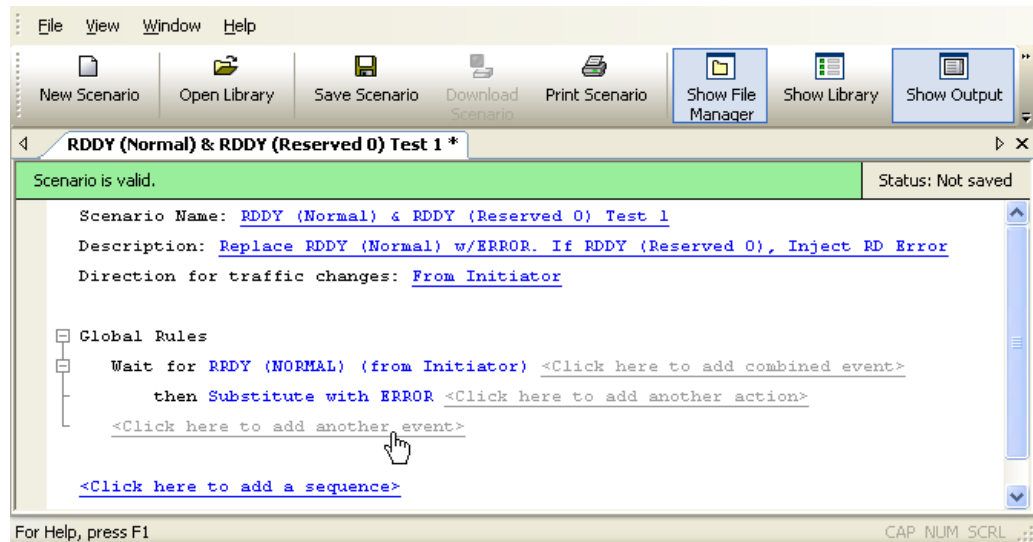 File View Window Help
New Scenario Open Library Save Scenario Download Scenario Print Scenario Show File Manager Show Library Show Output
RDDY (Normal) & RDDY (Reserved 0) Test 1 *
Scenario is valid. Status: Not saved
Scenario Name: RDDY (Normal) & RDDY (Reserved 0) Test 1
Description: Replace RDDY (Normal) w/ERROR. If RDDY (Reserved 0), Inject RD Error
Direction for traffic changes: From Initiator
Global Rules
Wait for RRDY (NORMAL) (from Initiator) <Click here to add combined event>
then Substitute with ERROR <Click here to add another action>
<Click here to add another event>
<Click here to add a sequence>
For Help, press F1 CAP NUM SCRL